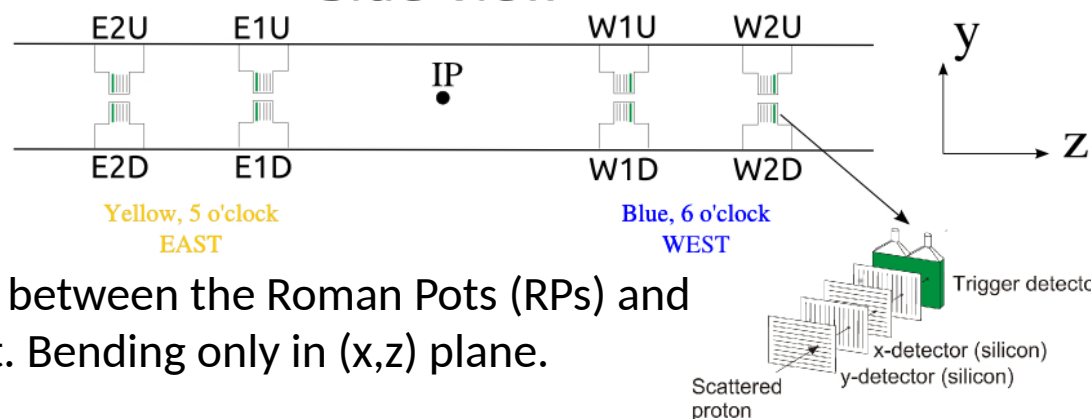 E2U E1U W1U W2U
y
IP
z
E2D E1D W1D W2D
Yellow, 5 o'clock
EAST
Blue, 6 o'clock
WEST
between the Roman Pots (RPs) and
Bending only in (x,z) plane.
Trigger
x-detector (silicon)
y-detector (silicon)
Scattered
proton